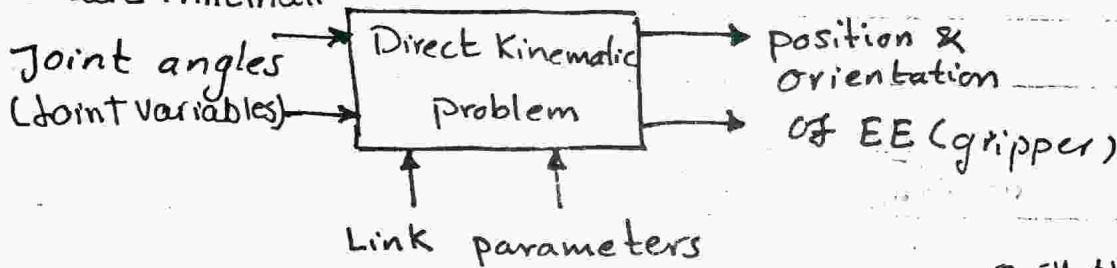 Joint angles
(Joint variables)
Direct Kinematic
problem
position &
orientation
of EE (gripper)
Link parameters